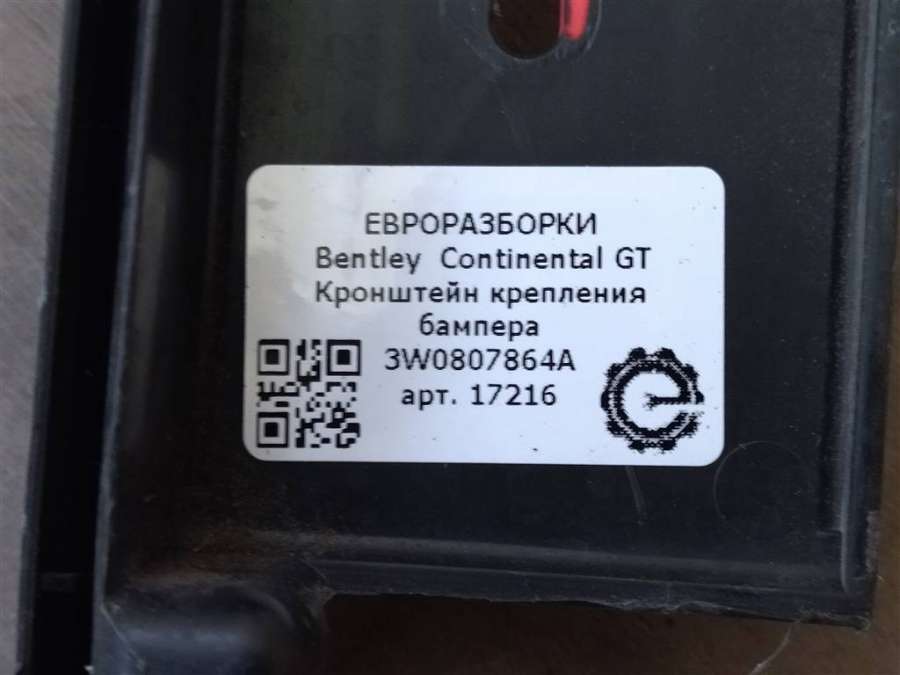 ЕВРОРАЗБОРКИ
Bentley Continental GT
Кронштейн крепления
бампера
3W0807864A
арт. 17216